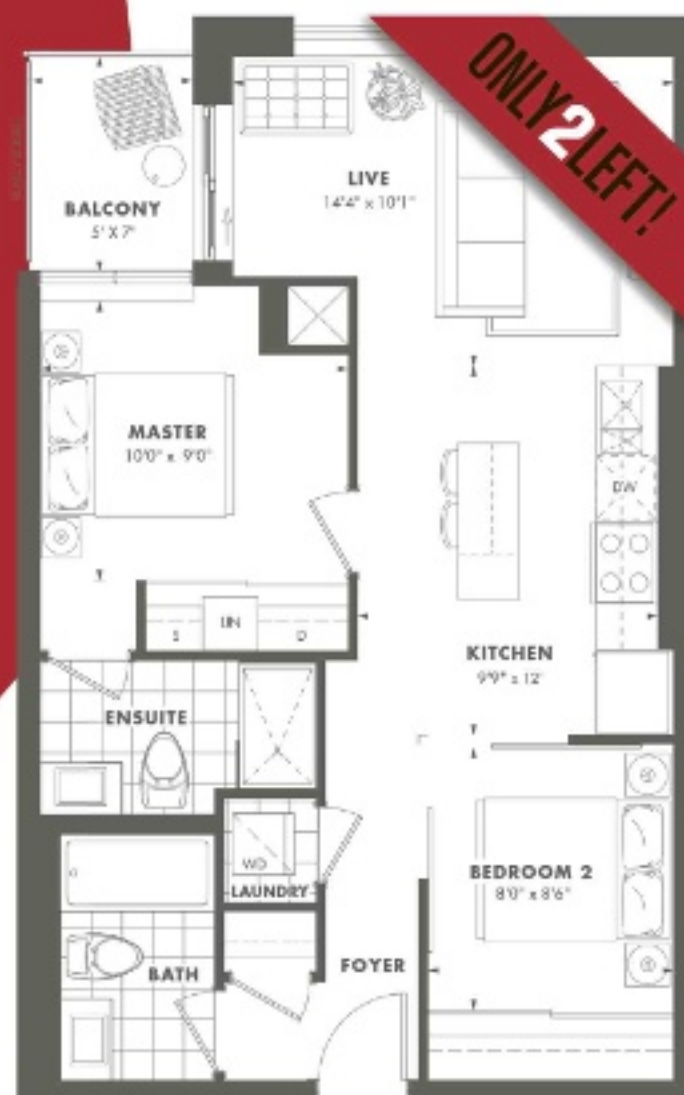 ONLY 2 LEFT!
LIVE
14'4" x 10'1"
BALCONY
5' X 7'
MASTER
10'0" x 9'0"
DW
S
LIN
D
KITCHEN
9'9" x 12'
ENSUITE
WD
LAUNDRY
BEDROOM 2
8'0" x 8'6"
FOYER
BATH